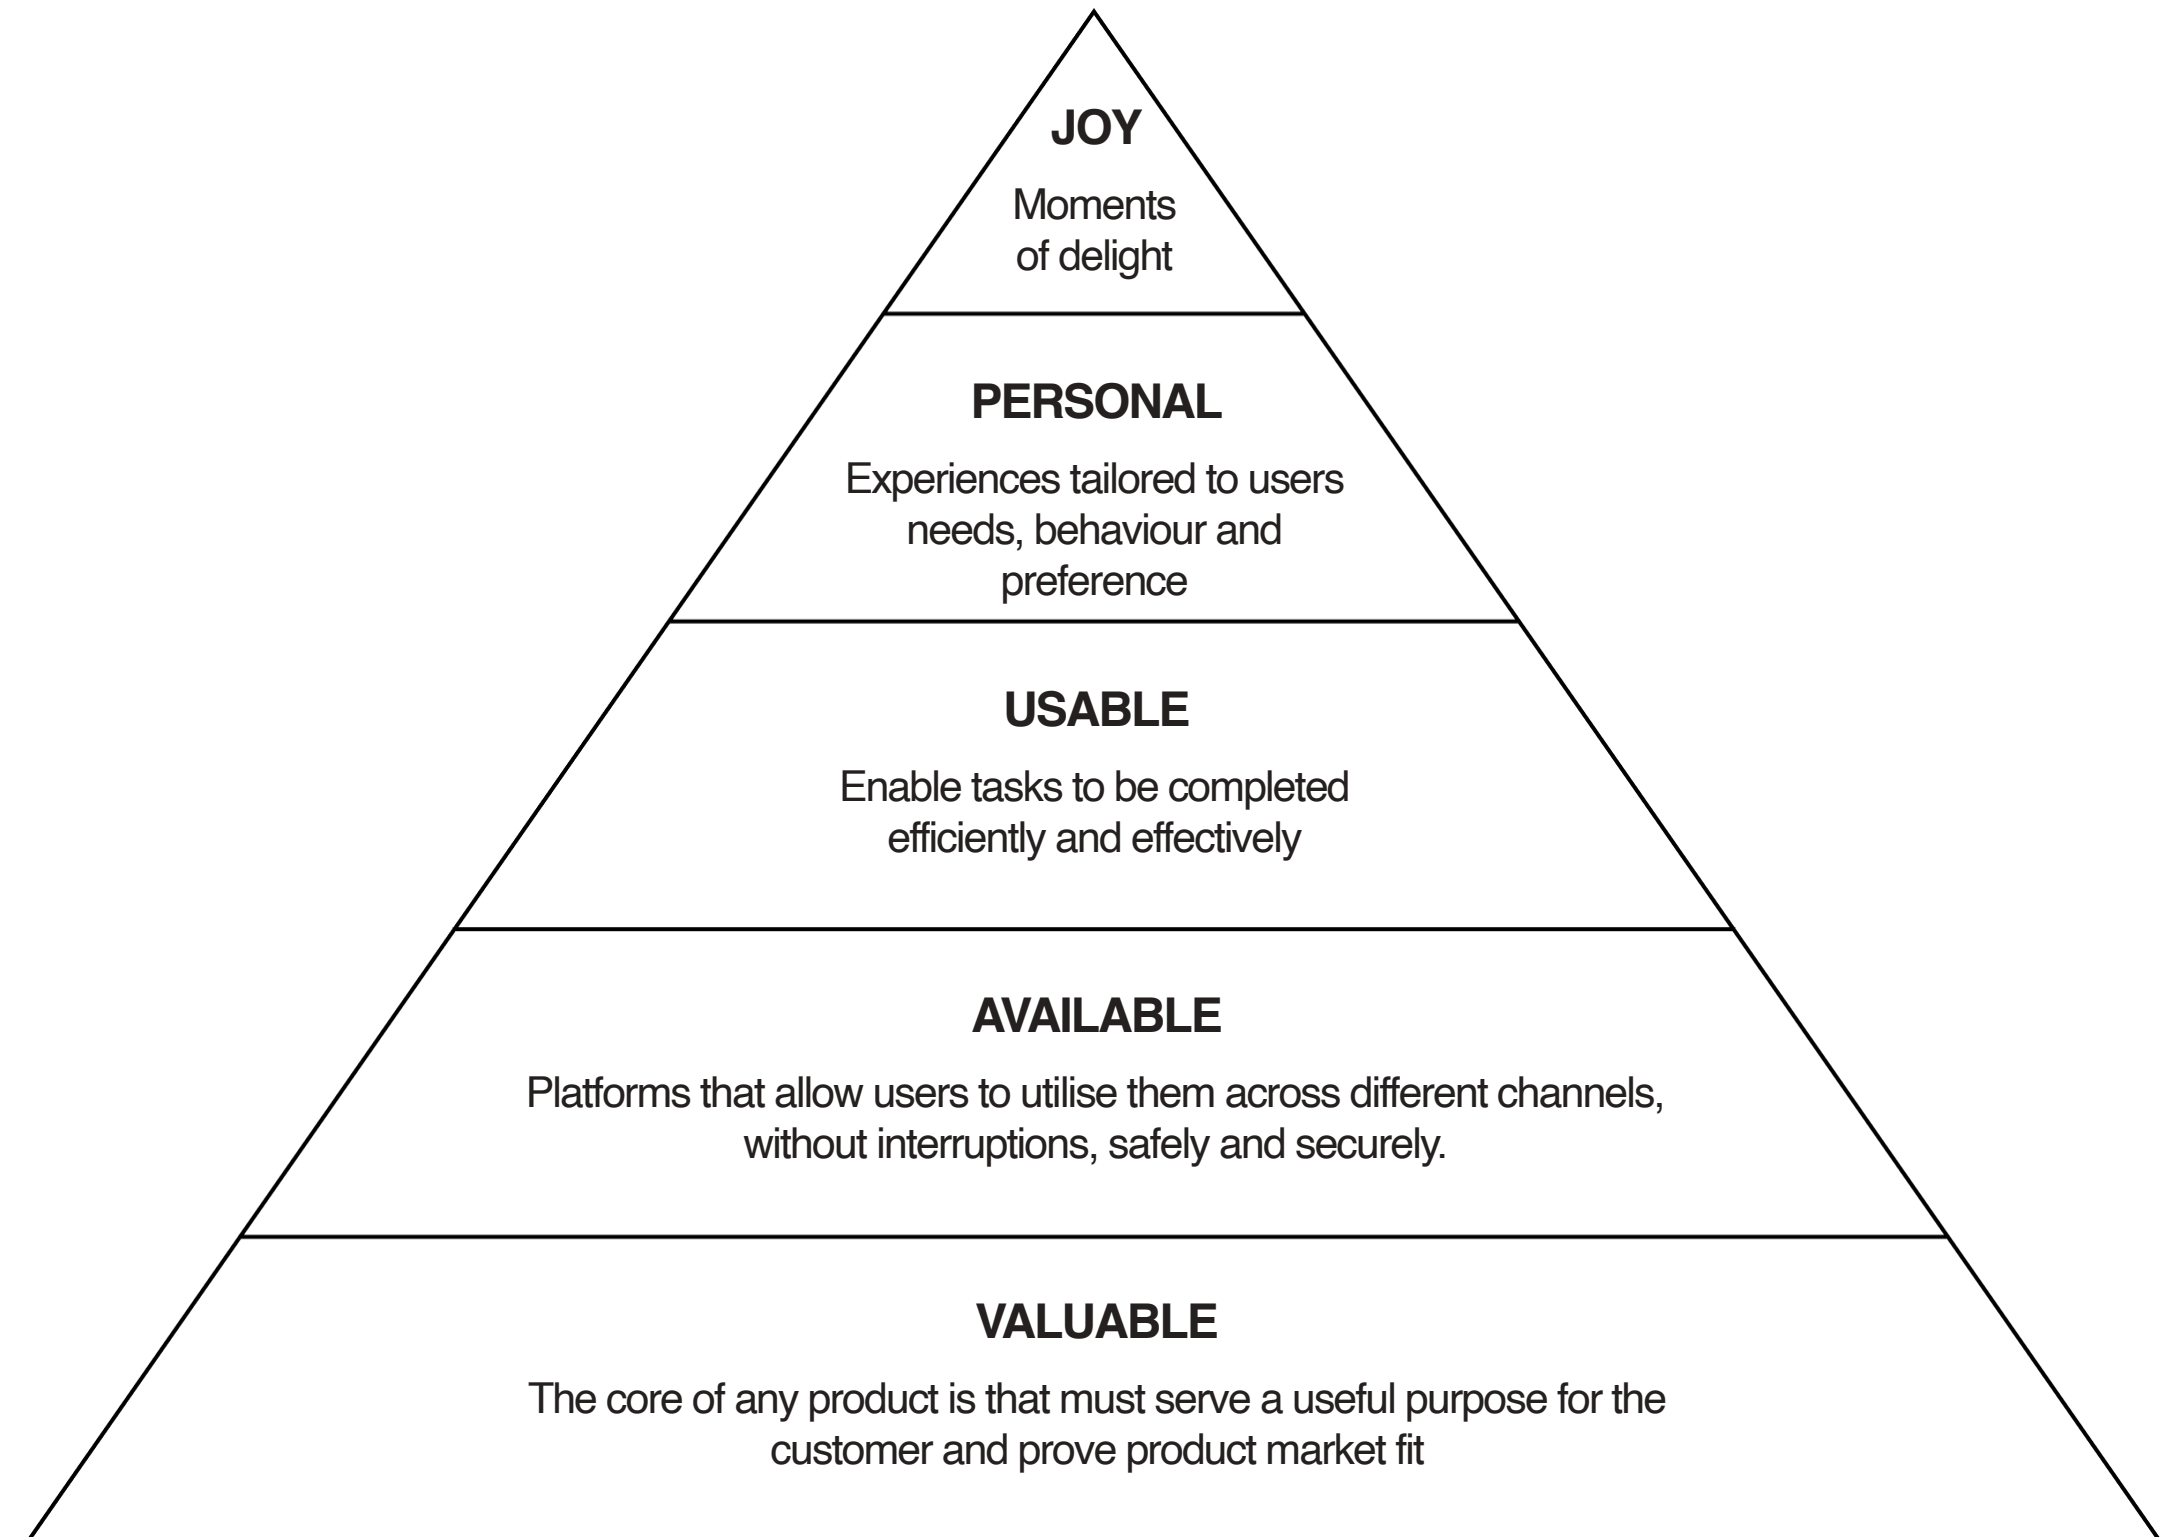 JOY
Moments
of delight
PERSONAL
Experiences tailored to users
needs, behaviour and
preference
USABLE
Enable tasks to be completed
efficiently and effectively
AVAILABLE
Platforms that allow users to utilise them across different channels,
without interruptions, safely and securely.
VALUABLE
The core of any product is that must serve a useful purpose for the
customer and prove product market fit